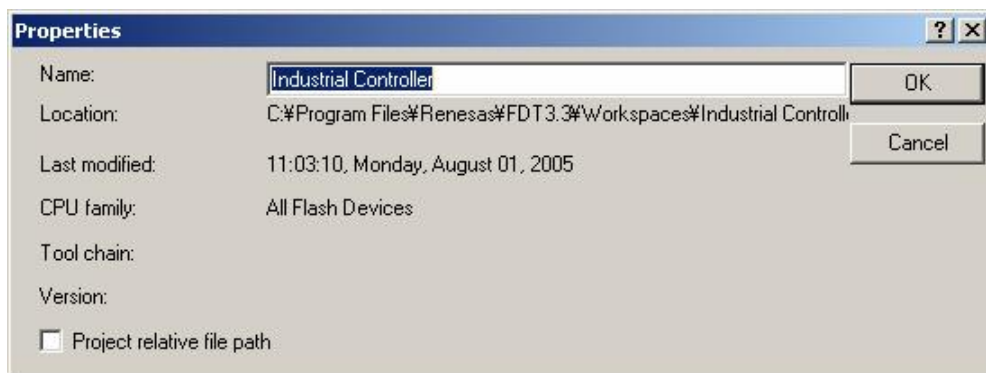 Properties
Name: Industrial Controller
OK
Location: C:¥Program Files¥Renesas¥FDT3.3¥Workspaces¥Industrial Controll
Cancel
Last modified: 11:03:10, Monday, August 01, 2005
CPU family: All Flash Devices
Tool chain:
Version:
Project relative file path